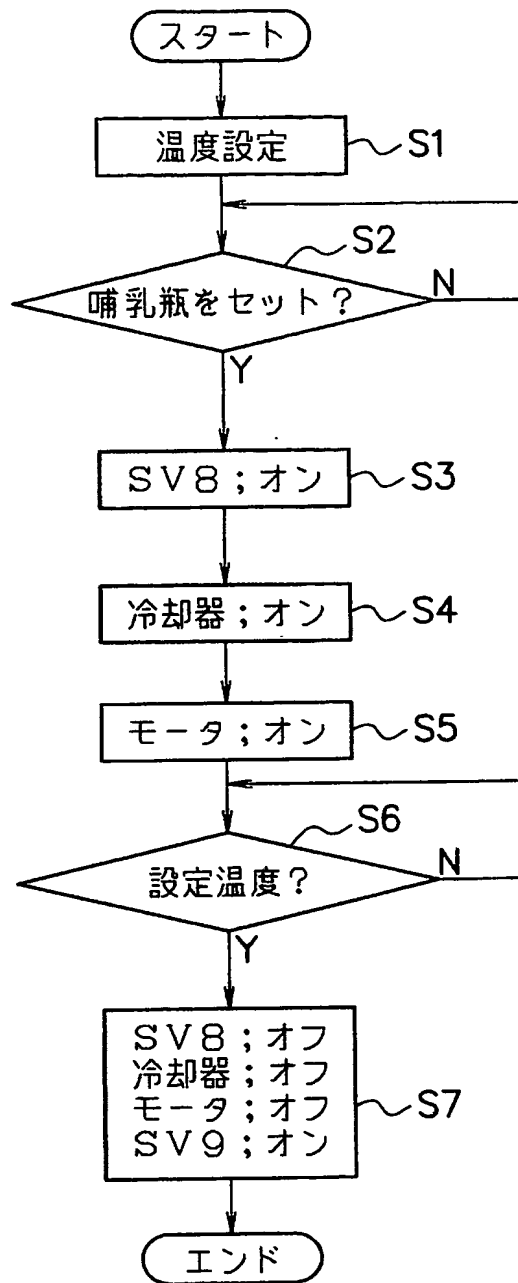 スタート
温度設定
S1
S2
哺乳瓶をセット？
N
Y
SV8；オン
S3
冷却器；オン
S4
モータ；オン
S5
S6
設定温度？
N
Y
SV8；オフ
冷却器；オフ
モータ；オフ
SV9；オン
S7
エンド